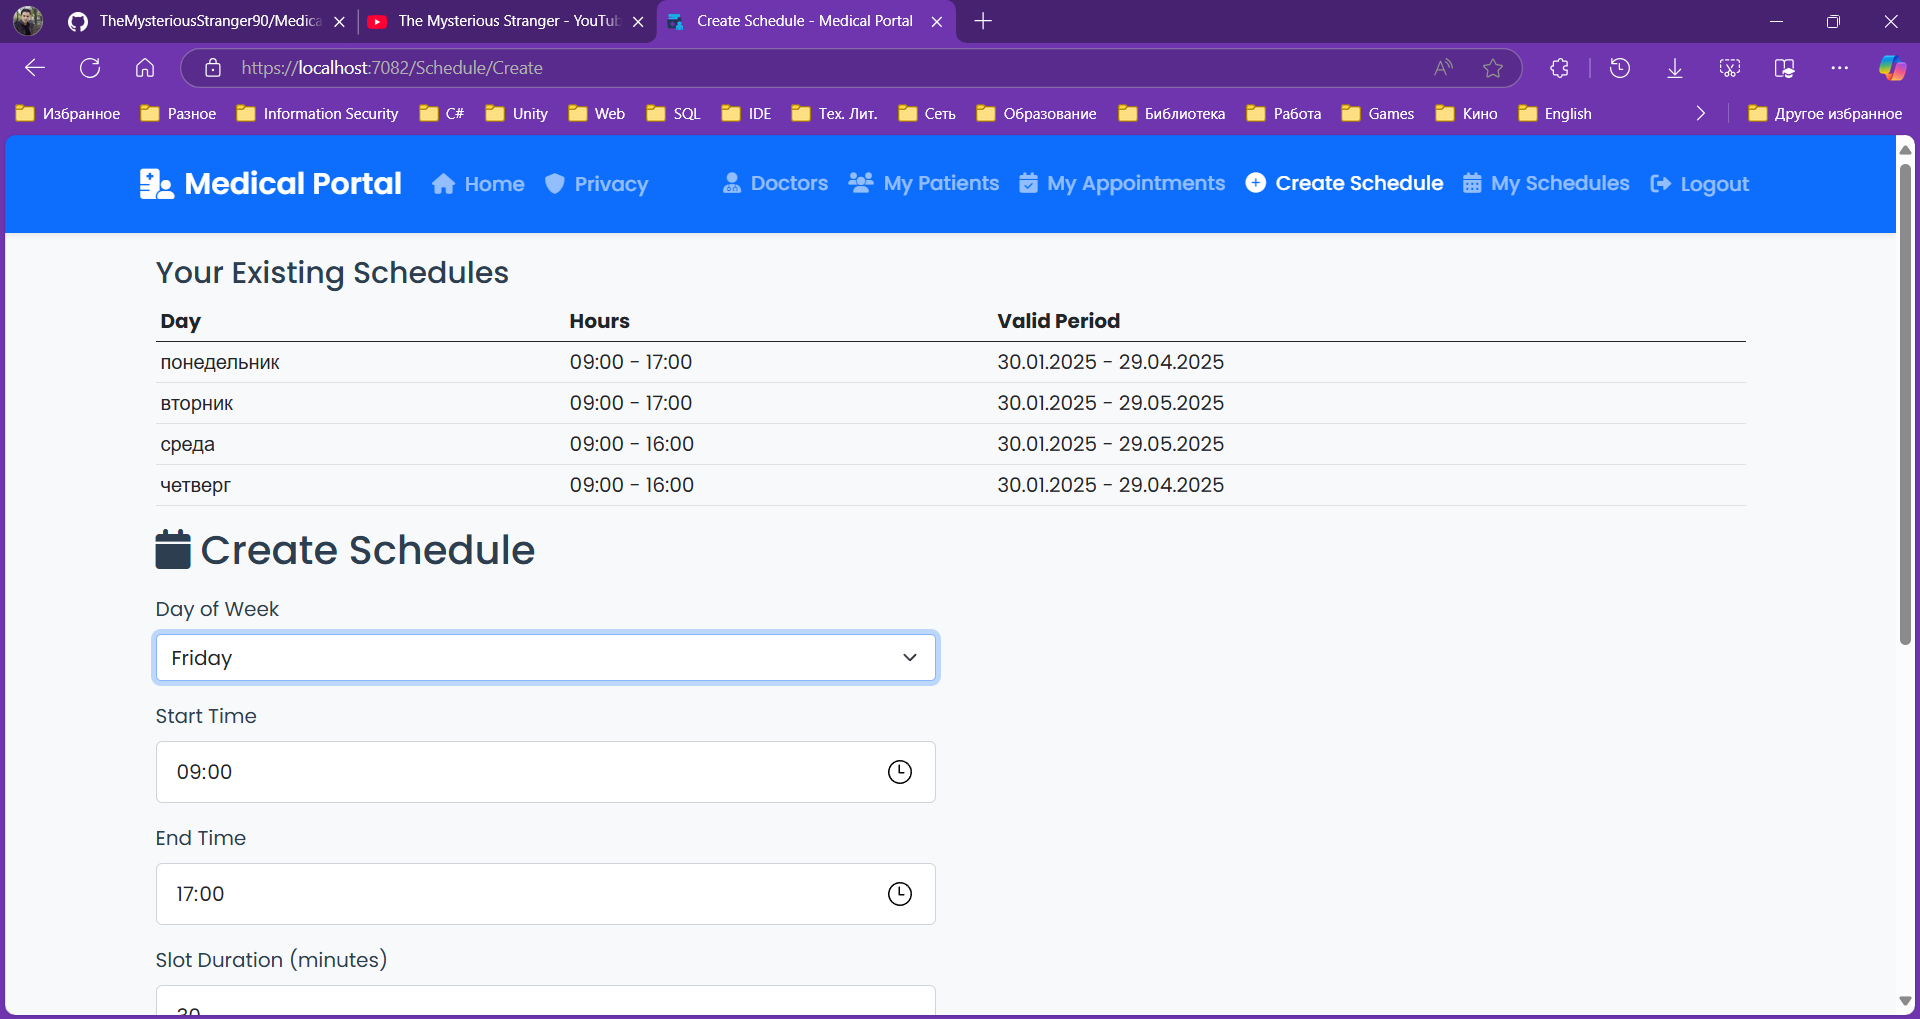 TheMysteriousStranger90/Medica
The Mysterious Stranger - YouTub
Create Schedule - Medical Portal
https://localhost:7082/Schedule/Create
Избранное Разное Information Security C# Unity Web SQL IDE Тех. Лит. Сеть Образование Библиотека Работа Games Кино English Другое избранное
Medical Portal Home Privacy Doctors My Patients My Appointments Create Schedule My Schedules Logout
Your Existing Schedules
Day Hours Valid Period
понедельник 09:00 - 17:00 30.01.2025 - 29.04.2025
вторник 09:00 - 17:00 30.01.2025 - 29.05.2025
среда 09:00 - 16:00 30.01.2025 - 29.05.2025
четверг 09:00 - 16:00 30.01.2025 - 29.04.2025
Create Schedule
Day of Week
Friday
Start Time
09:00
End Time
17:00
Slot Duration (minutes)
30